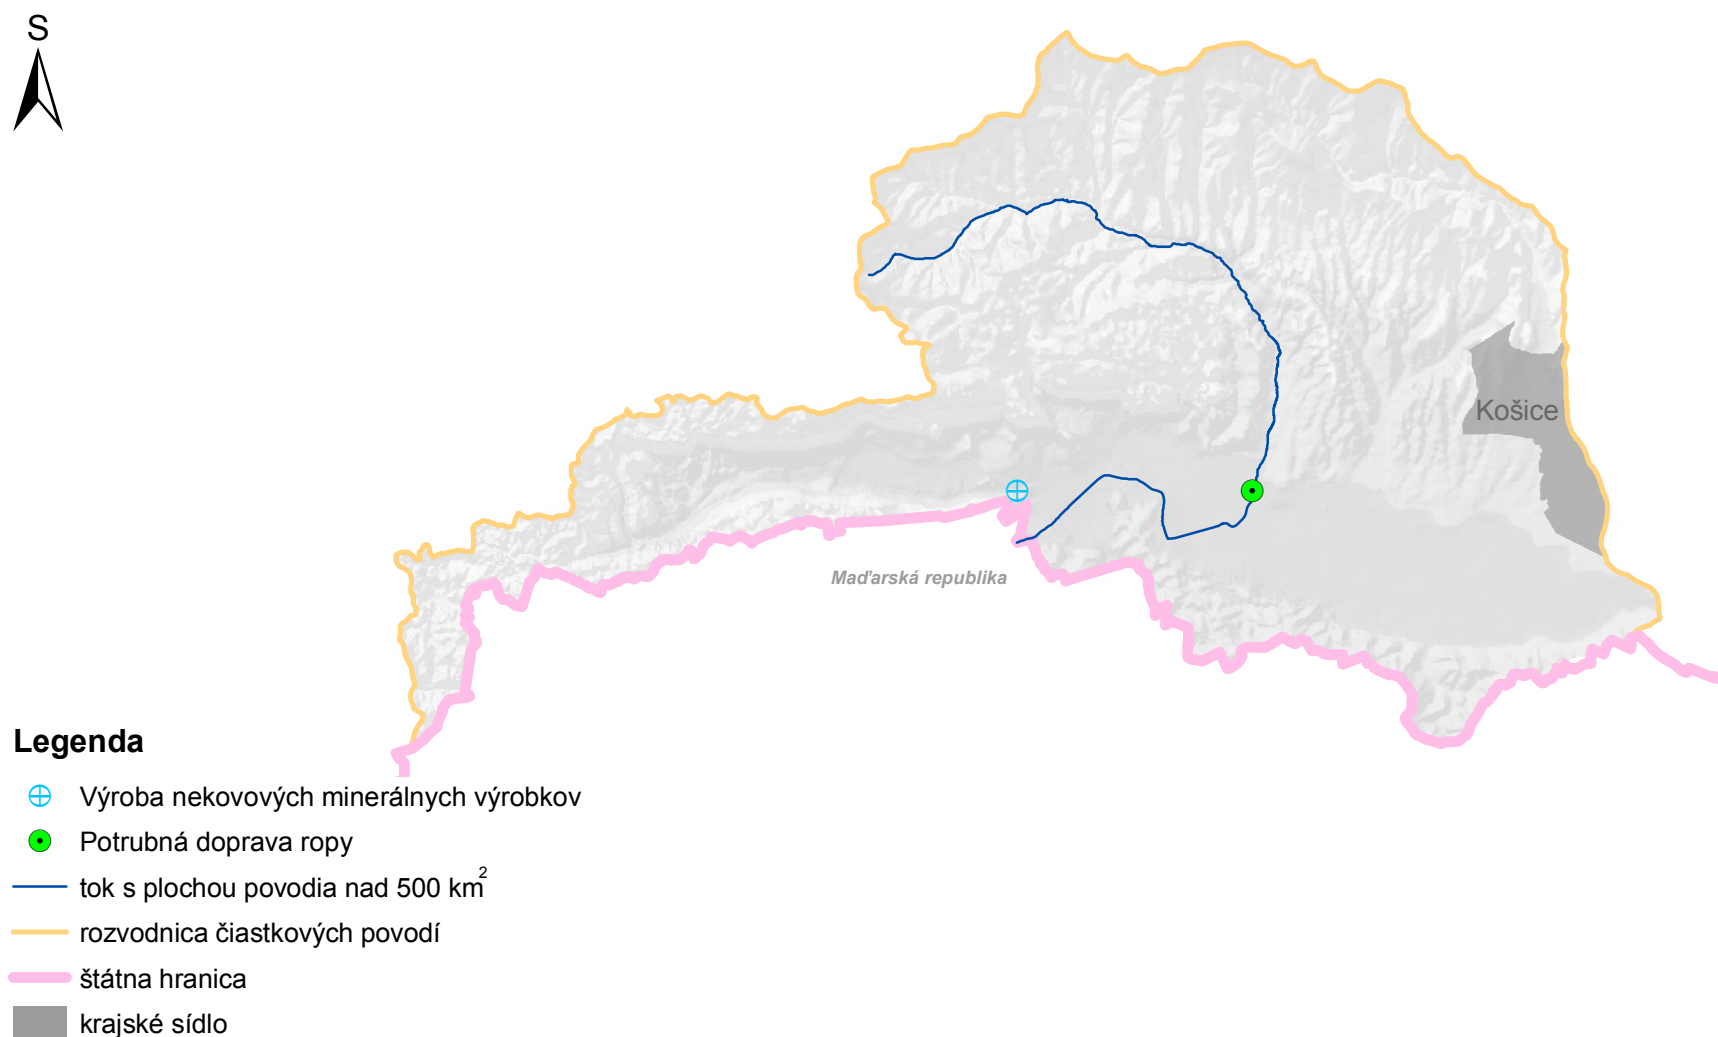 S
Košice
Maďarská republika
Legenda
Výroba nekovových minerálnych výrobkov
Potrubná doprava ropy
tok s plochou povodia nad 500 km²
rozvodnica čiastkových povodí
štátna hranica
krajské sídlo